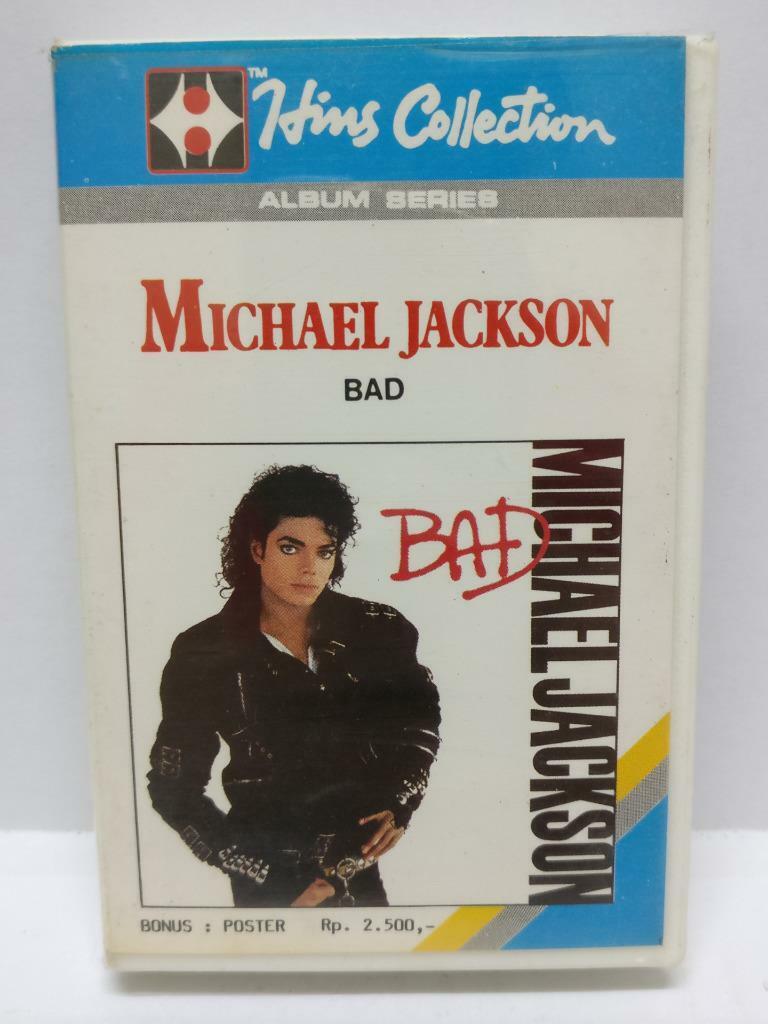 TM
Hins Collection
ALBUM SERIES
MICHAEL JACKSON
BAD
BAD
MICHAEL JACKSON
BONUS : POSTER Rp. 2.500,-